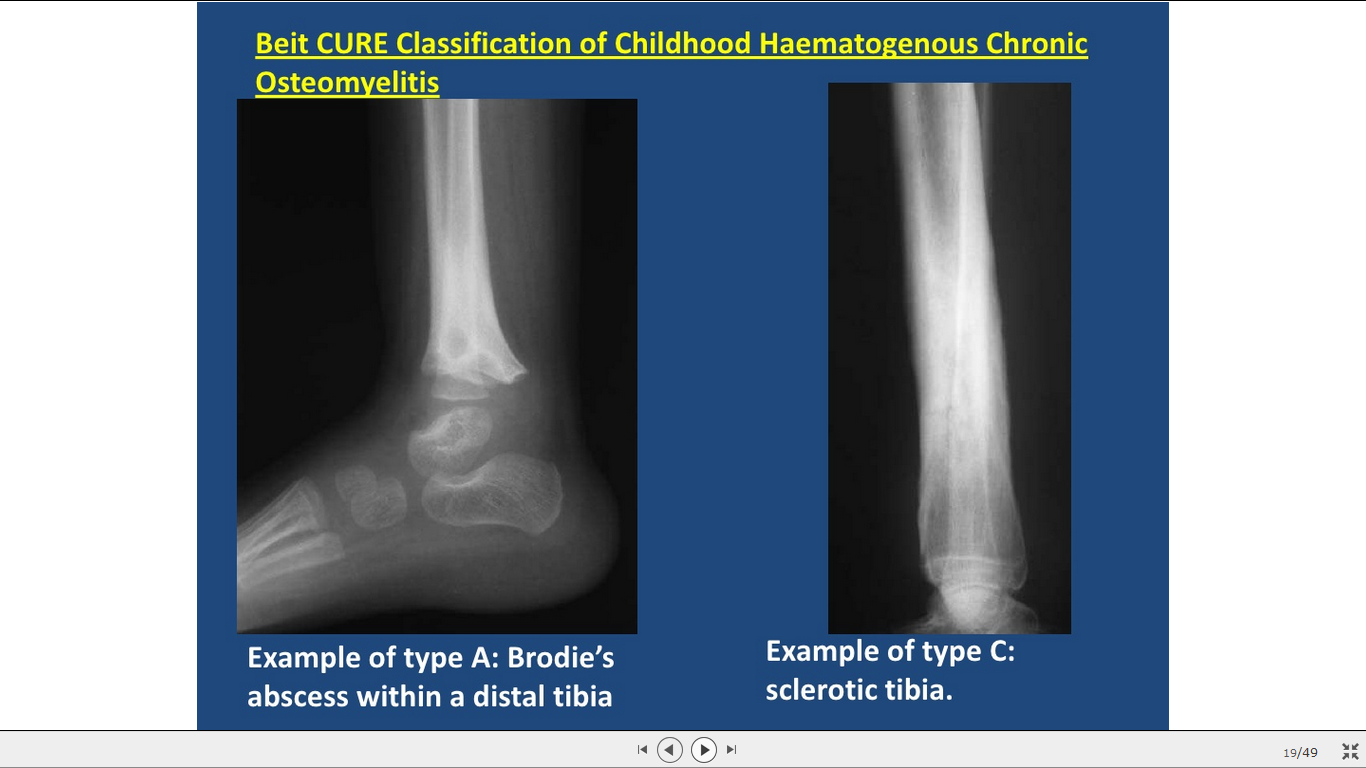 Beit CURE Classification of Childhood Haematogenous Chronic
Osteomyelitis
Example of type A: Brodie’s
abscess within a distal tibia
Example of type C:
sclerotic tibia.
19/49